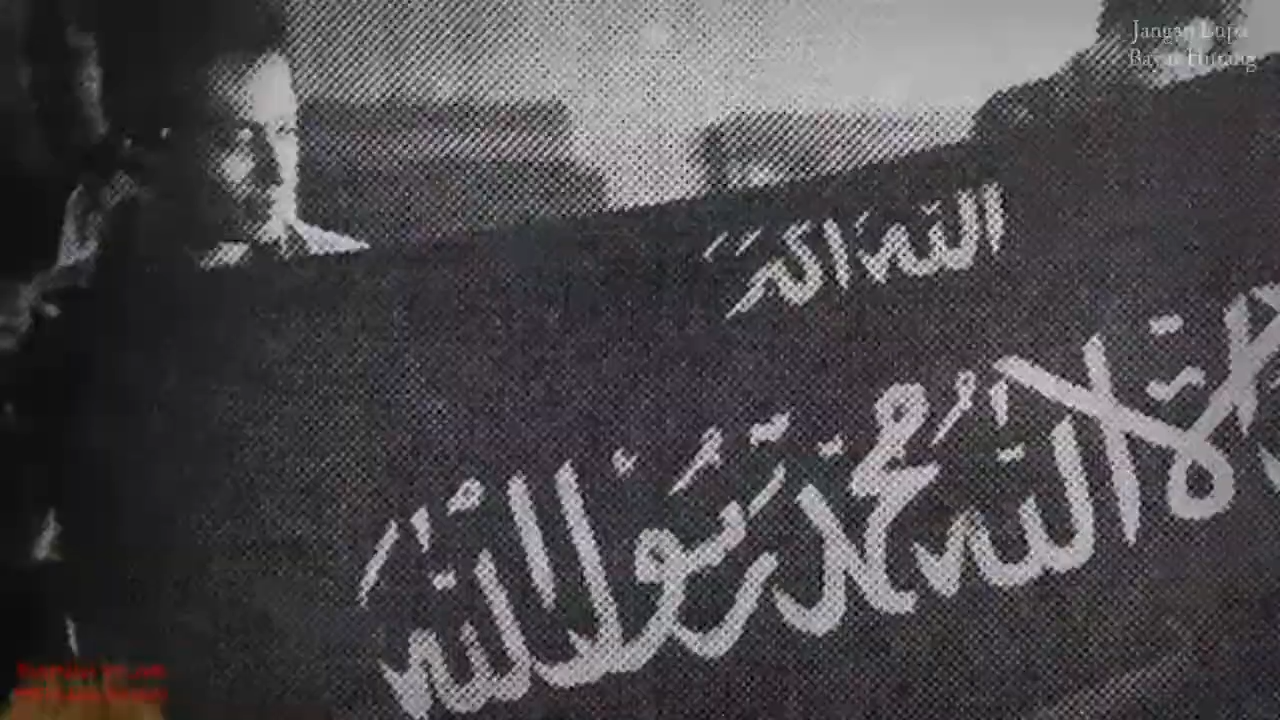 Jangan Lupa
Bayar Hutang
الله اكبر
الا الله محمد رسول الله